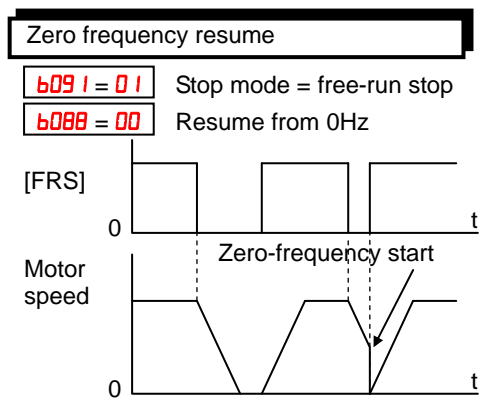 Zero frequency resume
b091 = 01 Stop mode = free-run stop
b088 = 00 Resume from 0Hz
[FRS]
0
t
Zero-frequency start
Motor
speed
0
t